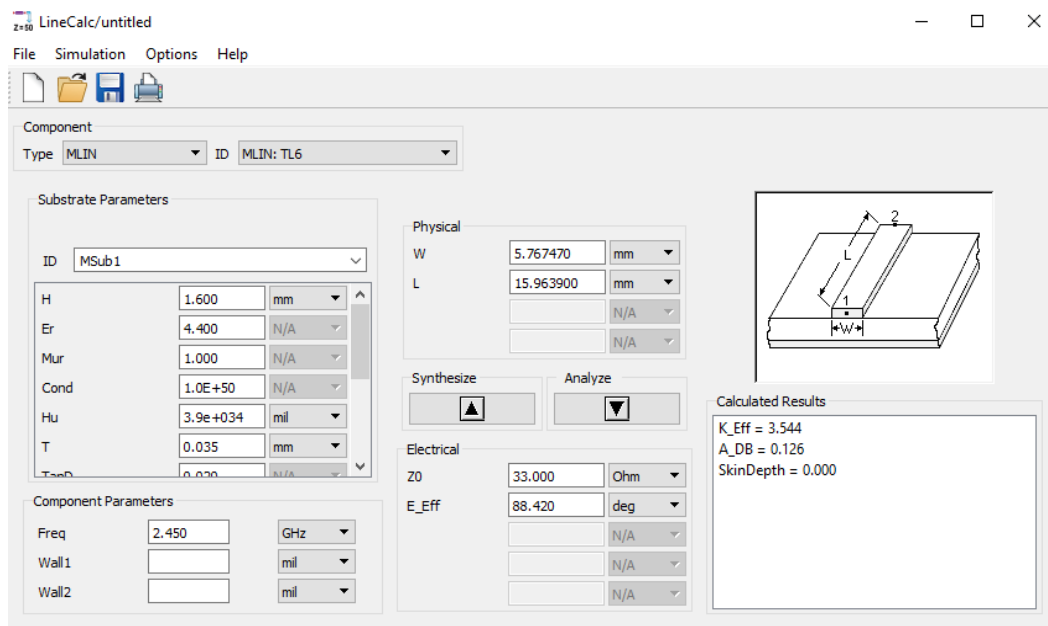 Z=50 LineCalc/untitled
File Simulation Options Help
Component
Type MLIN ID MLIN: TL6
Substrate Parameters
ID MSub1
H 1.600 mm
Er 4.400 N/A
Mur 1.000 N/A
Cond 1.0E+50 N/A
Hu 3.9e+034 mil
T 0.035 mm
TanD 0.020 N/A
Component Parameters
Freq 2.450 GHz
Wall1 mil
Wall2 mil
Physical
W 5.767470 mm
L 15.963900 mm
N/A
N/A
Synthesize Analyze
Electrical
Z0 33.000 Ohm
E_Eff 88.420 deg
N/A
N/A
N/A
2
L
1
W
Calculated Results
K_Eff = 3.544
A_DB = 0.126
SkinDepth = 0.000